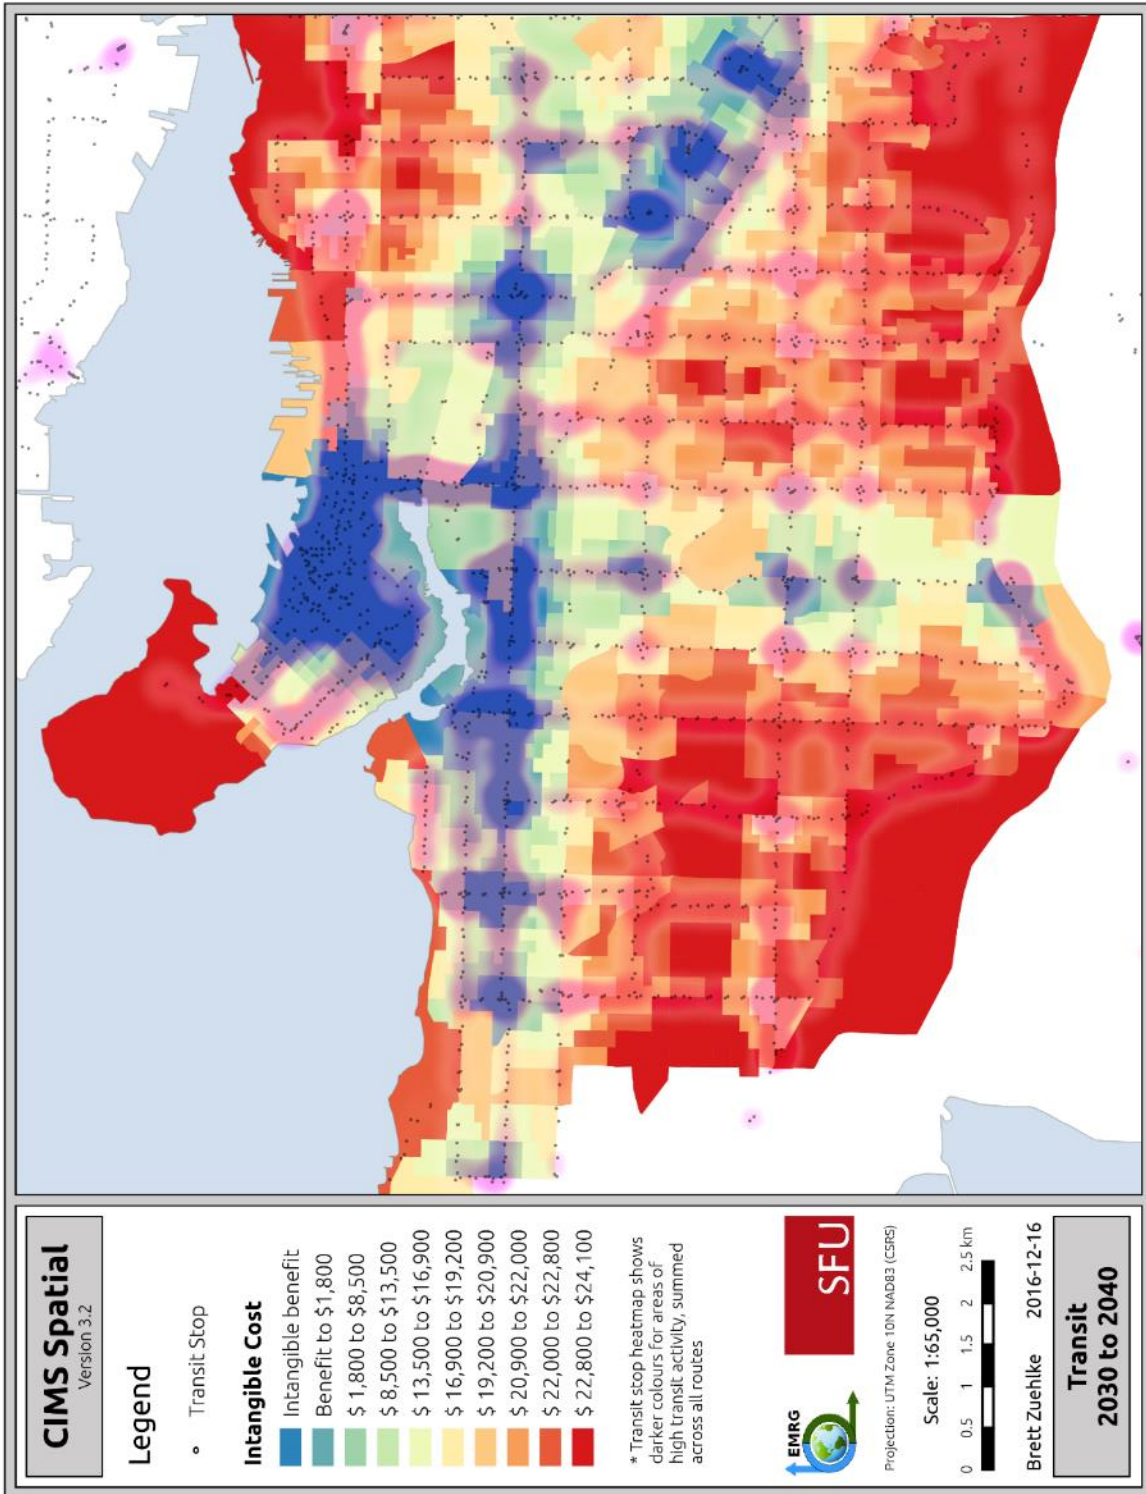 CIMS Spatial
Version 3.2
Legend
Transit Stop
Intangible Cost
Intangible benefit
Benefit to $1,800
$ 1,800 to $8,500
$ 8,500 to $13,500
$ 13,500 to $16,900
$ 16,900 to $19,200
$ 19,200 to $20,900
$ 20,900 to $22,000
$ 22,000 to $22,800
$ 22,800 to $24,100
* Transit stop heatmap shows
darker colours for areas of
high transit activity, summed
across all routes
EMRG
SFU
Projection: UTM Zone 10N NAD83 (CSRS)
Scale: 1:65,000
0 0.5 1 1.5 2 2.5 km
Brett Zuehlke 2016-12-16
Transit
2030 to 2040